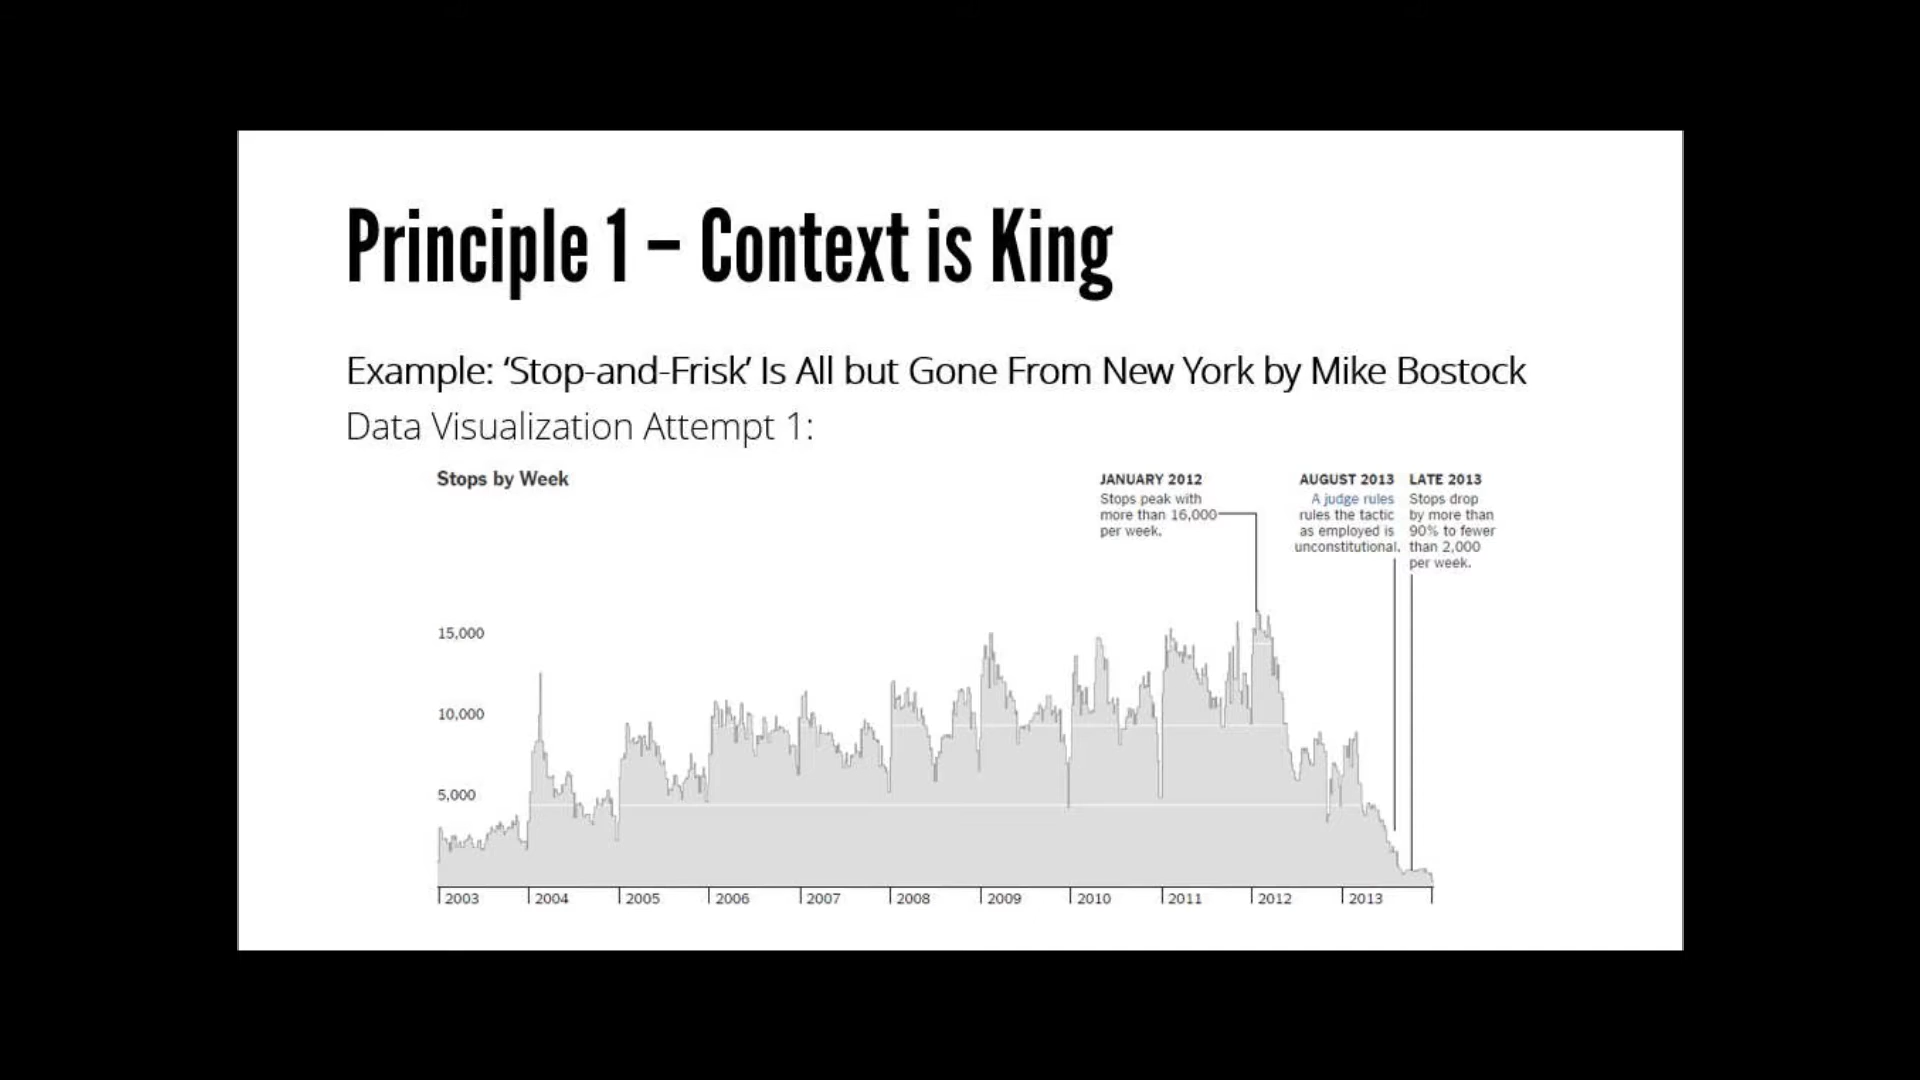 Principle 1 – Context is King
Example: ‘Stop-and-Frisk’ Is All but Gone From New York by Mike Bostock
Data Visualization Attempt 1:
Stops by Week
JANUARY 2012
Stops peak with
more than 16,000
per week.
AUGUST 2013
A judge rules
rules the tactic
as employed is
unconstitutional.
LATE 2013
Stops drop
by more than
90% to fewer
than 2,000
per week.
15,000
10,000
5,000
2003 2004 2005 2006 2007 2008 2009 2010 2011 2012 2013